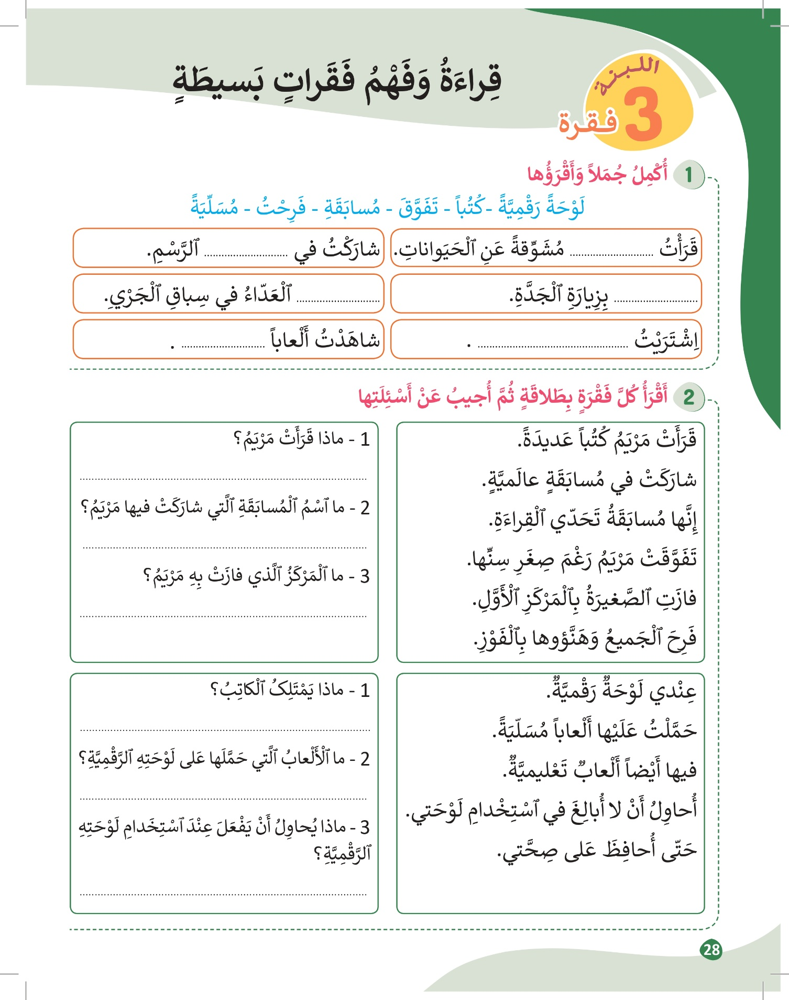 اللبنة
3
فقرة
قِراءَةُ وَفَهْمُ فَقَراتٍ بَسيطَةٍ
1 أُكْمِلُ جُمَلاً وَأَقْرَؤُها
لَوْحَةً رَقْمِيَّةً -كُتُباً - تَفَوَّقَ - مُسابَقَةِ - فَرِحْتُ - مُسَلِّيَةً
قَرَأْتُ ............................ مُشَوِّقةً عَنِ ٱلْحَيَواناتِ.
شارَكْتُ في ............................ ٱلرَّسْمِ.
............................ بِزِيارَةِ ٱلْجَدَّةِ.
............................ ٱلْعَدّاءُ في سِباقِ ٱلْجَرْيِ.
اِشْتَرَيْتُ ............................ .
شاهَدْتُ أَلْعاباً ............................ .
2 أَقْرَأُ كُلَّ فَقْرَةٍ بِطَلاقَةٍ ثُمَّ أُجيبُ عَنْ أَسْئِلَتِها
قَرَأَتْ مَرْيَمُ كُتُباً عَديدَةً.
شارَكَتْ في مُسابَقَةٍ عالَميَّةٍ.
إِنَّها مُسابَقَةُ تَحَدّي ٱلْقِراءَةِ.
تَفَوَّقَتْ مَرْيَمُ رَغْمَ صِغَرِ سِنِّها.
فازَتِ ٱلصَّغيرَةُ بِٱلْمَرْكَزِ ٱلْأَوَّلِ.
فَرِحَ ٱلْجَميعُ وَهَنَّؤوها بِٱلْفَوْزِ.
1 - ماذا قَرَأَتْ مَرْيَمُ؟
2 - ما ٱسْمُ ٱلْمُسابَقَةِ ٱلَّتي شارَكَتْ فيها مَرْيَمُ؟
3 - ما ٱلْمَرْكَزُ ٱلَّذي فازَتْ بِهِ مَرْيَمُ؟
عِنْدي لَوْحَةٌ رَقْميَّةٌ.
حَمَّلْتُ عَلَيْها أَلْعاباً مُسَلّيَةً.
فيها أَيْضاً أَلْعابٌ تَعْليميَّةٌ.
أُحاوِلُ أَنْ لا أُبالِغَ في ٱسْتِخْدامِ لَوْحَتي.
حَتّى أُحافِظَ عَلى صِحَّتي.
1 - ماذا يَمْتَلِكُ ٱلْكاتِبُ؟
2 - ما ٱلْأَلْعابُ ٱلَّتي حَمَّلَها عَلى لَوْحَتِهِ ٱلرَّقْمِيَّةِ؟
3 - ماذا يُحاوِلُ أَنْ يَفْعَلَ عِنْدَ ٱسْتِخَدامِ لَوْحَتِهِ
ٱلرَّقْمِيَّةِ؟
28